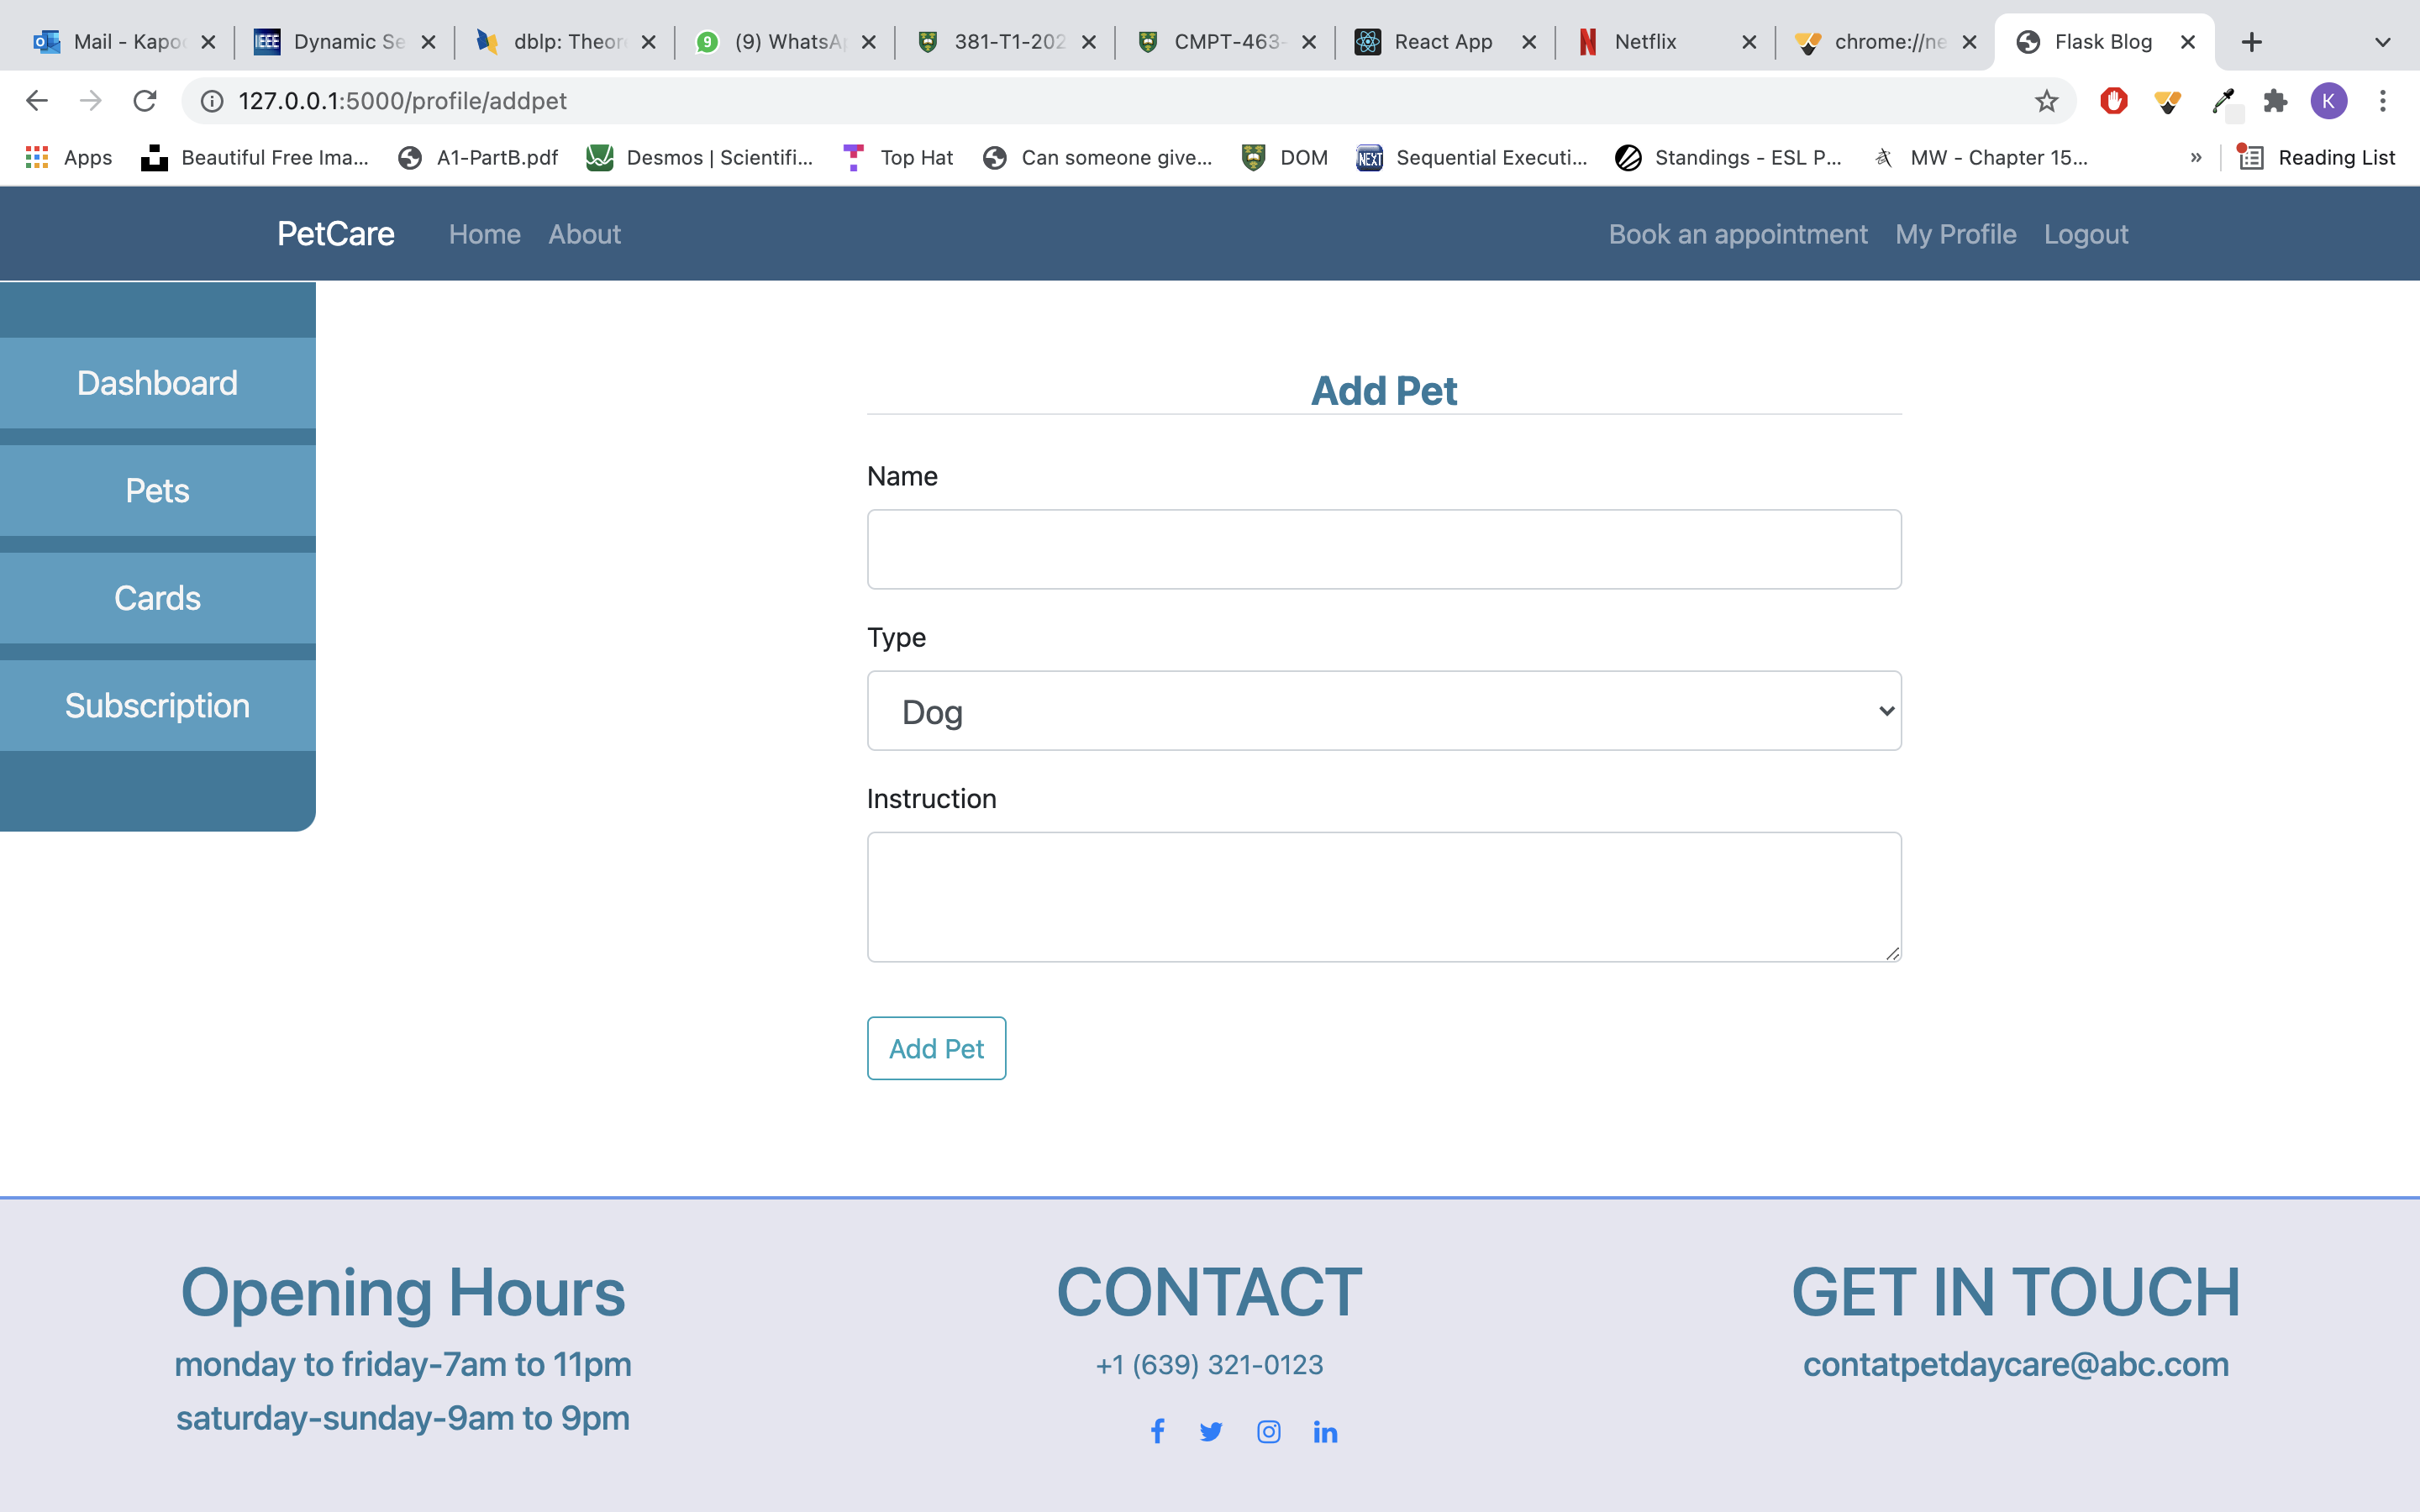 Mail - Kapo
Dynamic Se
dblp: Theor
(9) WhatsA
381-T1-202
CMPT-463-
React App
Netflix
chrome://ne
Flask Blog
127.0.0.1:5000/profile/addpet
K
Apps
Beautiful Free Ima...
A1-PartB.pdf
Desmos | Scientifi...
Top Hat
Can someone give...
DOM
Sequential Executi...
Standings - ESL P...
MW - Chapter 15...
»
Reading List
PetCare
Home
About
Book an appointment
My Profile
Logout
Dashboard
Pets
Cards
Subscription
Add Pet
Name
Type
Dog
Instruction
Add Pet
Opening Hours
monday to friday-7am to 11pm
saturday-sunday-9am to 9pm
CONTACT
+1 (639) 321-0123
GET IN TOUCH
contatpetdaycare@abc.com